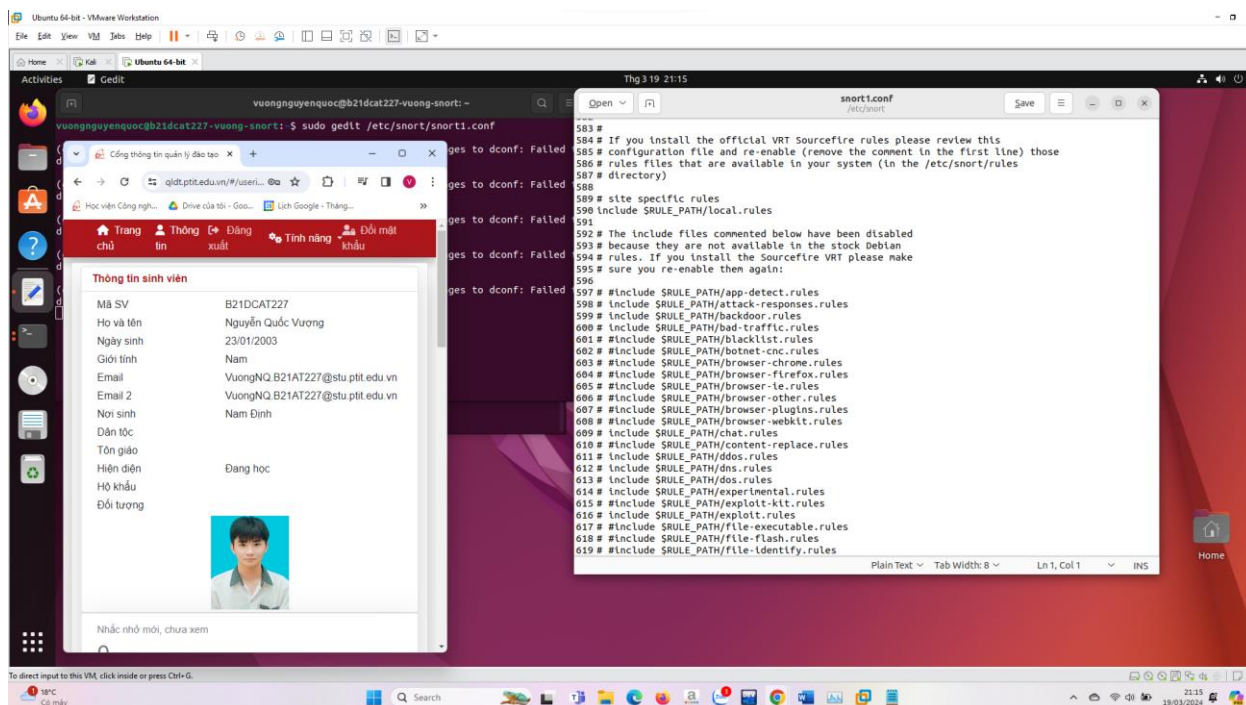 Ubuntu 64-bit - VMware Workstation
File Edit View VM Tabs Help
Home
Kali
Ubuntu 64-bit
Activities
Gedit
Thg 3 19 21:15
vuongnguyenquoc@b21dcat227-vuong-snort: ~
vuongnguyenquoc@b21dcat227-vuong-snort:~$ sudo gedit /etc/snort/snort1.conf
ges to dconf: Failed
ges to dconf: Failed
ges to dconf: Failed
ges to dconf: Failed
ges to dconf: Failed
Cổng thông tin quản lý đào tạo
qldt.ptit.edu.vn/#/useri...
Học viện Công ngh...
Drive của tôi - Goo...
Lịch Google - Tháng...
Trang chủ
Thông tin
Đăng xuất
Tính năng
Đổi mật khẩu
Thông tin sinh viên
Mã SV B21DCAT227
Họ và tên Nguyễn Quốc Vượng
Ngày sinh 23/01/2003
Giới tính Nam
Email VuongNQ.B21AT227@stu.ptit.edu.vn
Email 2 VuongNQ.B21AT227@stu.ptit.edu.vn
Nơi sinh Nam Định
Dân tộc
Tôn giáo
Hiện diện Đang học
Hộ khẩu
Đối tượng
Nhắc nhở mới, chưa xem
Open
snort1.conf
/etc/snort
Save
583 #
584 # If you install the official VRT Sourcefire rules please review this
585 # configuration file and re-enable (remove the comment in the first line) those
586 # rules files that are available in your system (in the /etc/snort/rules
587 # directory)
588
589 # site specific rules
590 include $RULE_PATH/local.rules
591
592 # The include files commented below have been disabled
593 # because they are not available in the stock Debian
594 # rules. If you install the Sourcefire VRT please make
595 # sure you re-enable them again:
596
597 # #include $RULE_PATH/app-detect.rules
598 # include $RULE_PATH/attack-responses.rules
599 # include $RULE_PATH/backdoor.rules
600 # include $RULE_PATH/bad-traffic.rules
601 # #include $RULE_PATH/blacklist.rules
602 # #include $RULE_PATH/botnet-cnc.rules
603 # #include $RULE_PATH/browser-chrome.rules
604 # #include $RULE_PATH/browser-firefox.rules
605 # #include $RULE_PATH/browser-ie.rules
606 # #include $RULE_PATH/browser-other.rules
607 # #include $RULE_PATH/browser-plugins.rules
608 # #include $RULE_PATH/browser-webkit.rules
609 # include $RULE_PATH/chat.rules
610 # #include $RULE_PATH/content-replace.rules
611 # include $RULE_PATH/ddos.rules
612 # include $RULE_PATH/dns.rules
613 # include $RULE_PATH/dos.rules
614 # include $RULE_PATH/experimental.rules
615 # #include $RULE_PATH/exploit-kit.rules
616 # include $RULE_PATH/exploit.rules
617 # #include $RULE_PATH/file-executable.rules
618 # #include $RULE_PATH/file-flash.rules
619 # #include $RULE_PATH/file-identify.rules
Plain Text Tab Width: 8 Ln 1, Col 1 INS
Home
To direct input to this VM, click inside or press Ctrl+G.
18°C
Có mây
Search
21:15
19/03/2024